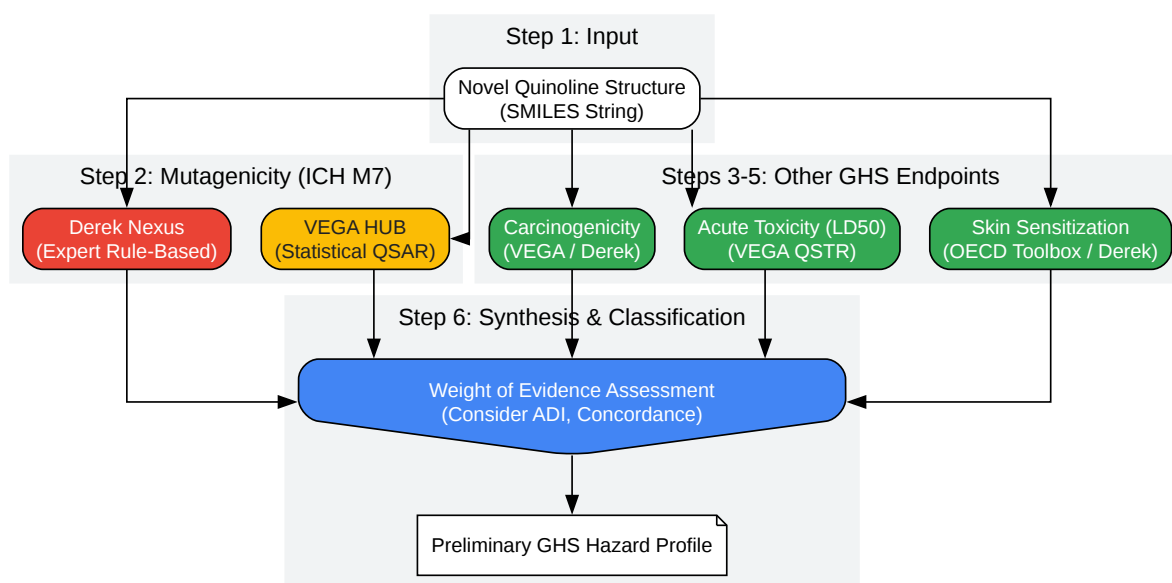 Step 1: Input
Novel Quinoline Structure
(SMILES String)
Step 2: Mutagenicity (ICH M7)
Steps 3-5: Other GHS Endpoints
Derek Nexus
(Expert Rule-Based)
VEGA HUB
(Statistical QSAR)
Carcinogenicity
(VEGA / Derek)
Acute Toxicity (LD50)
(VEGA QSTR)
Skin Sensitization
(OECD Toolbox / Derek)
Step 6: Synthesis & Classification
Weight of Evidence Assessment
(Consider ADI, Concordance)
Preliminary GHS Hazard Profile